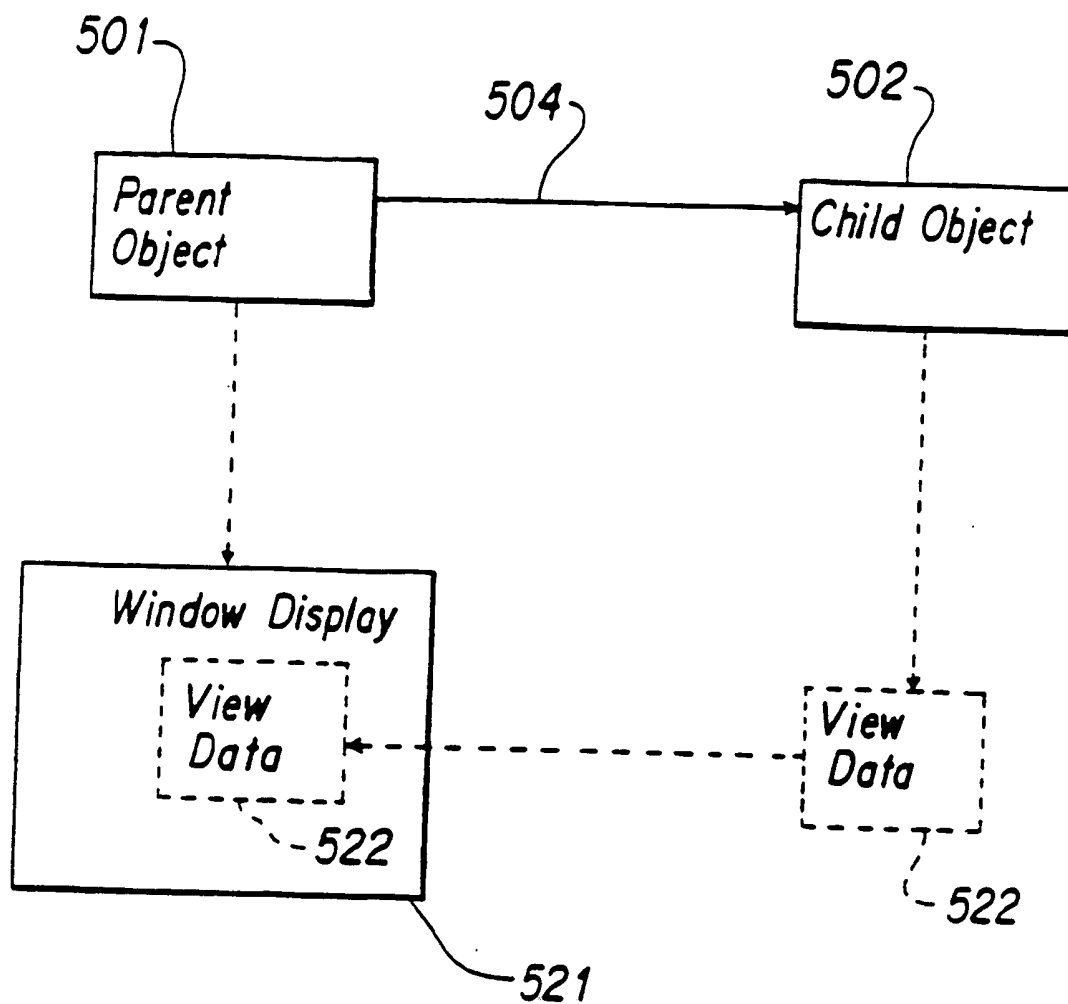 501
504
502
Parent
Object
Child Object
Window Display
View
Data
View
Data
522
522
521